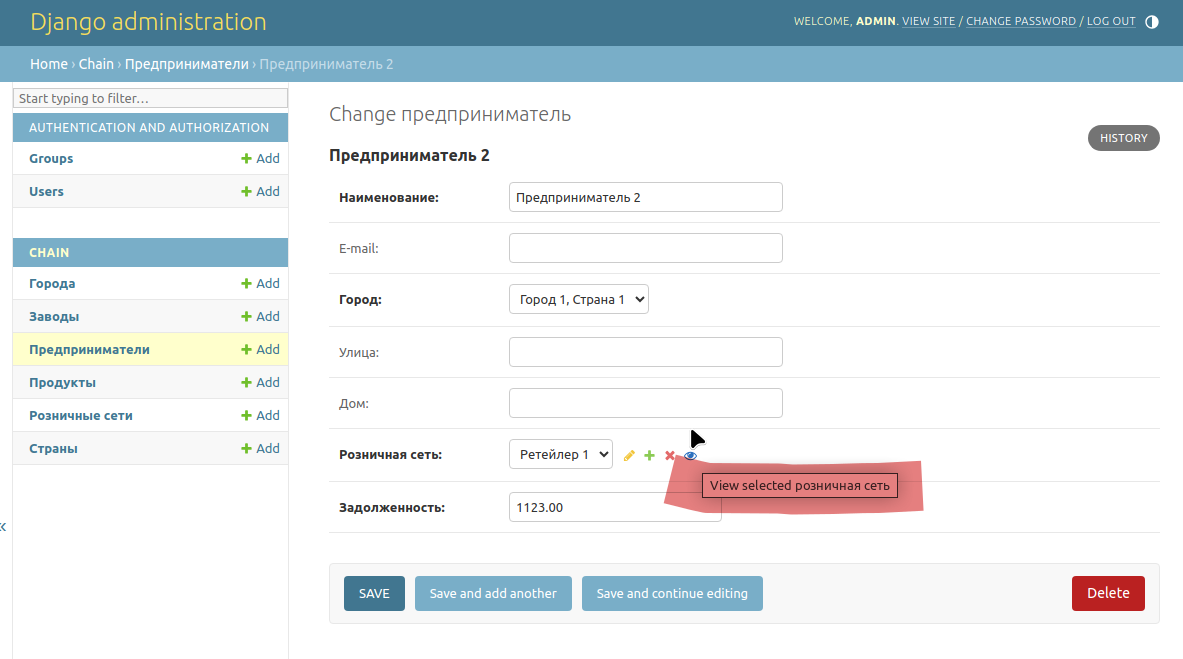 Django administration
WELCOME, ADMIN. VIEW SITE / CHANGE PASSWORD / LOG OUT
Home › Chain › Предприниматели › Предприниматель 2
Start typing to filter…
AUTHENTICATION AND AUTHORIZATION
Groups + Add
Users + Add
CHAIN
Города + Add
Заводы + Add
Предприниматели + Add
Продукты + Add
Розничные сети + Add
Страны + Add
«
Change предприниматель
HISTORY
Предприниматель 2
Наименование: Предприниматель 2
E-mail:
Город: Город 1, Страна 1
Улица:
Дом:
Розничная сеть: Ретейлер 1
View selected розничная сеть
Задолженность: 1123.00
SAVE Save and add another Save and continue editing Delete